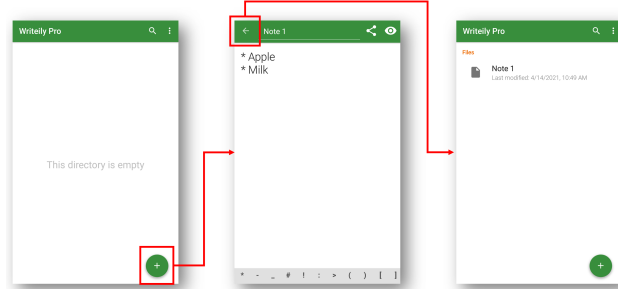 Writeily Pro
This directory is empty
+
Note 1
* Apple
* Milk
* - _ # ! : > ( ) [ ]
Writeily Pro
Files
Note 1
Last modified: 4/14/2021, 10:49 AM
+